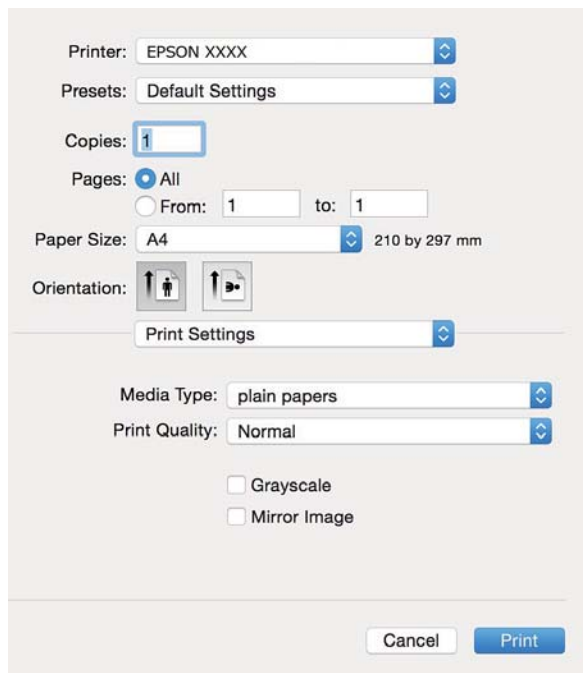 Printer: EPSON XXXX
Presets: Default Settings
Copies: 1
Pages: All
From: 1 to: 1
Paper Size: A4 210 by 297 mm
Orientation:
Print Settings
Media Type: plain papers
Print Quality: Normal
Grayscale
Mirror Image
Cancel Print